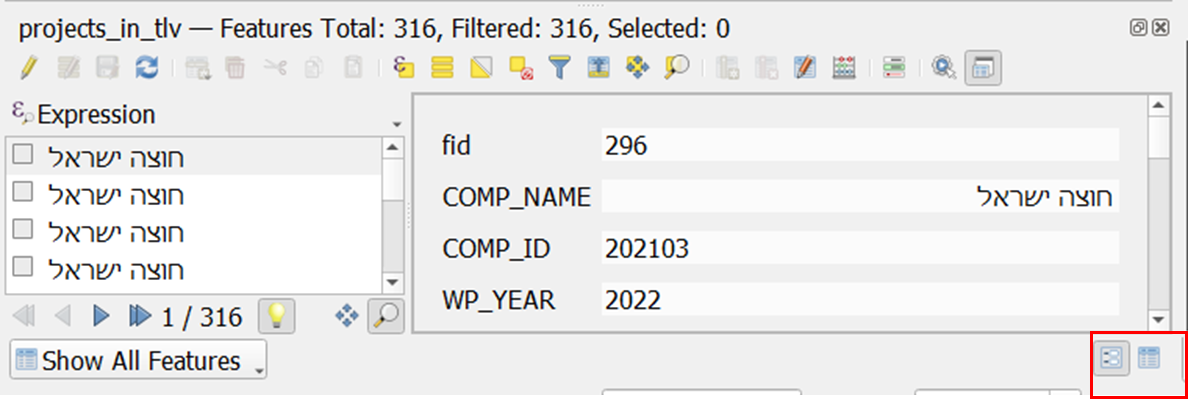 projects_in_tlv — Features Total: 316, Filtered: 316, Selected: 0
Expression
חוצה ישראל
חוצה ישראל
חוצה ישראל
חוצה ישראל
1 / 316
Show All Features
fid 296
COMP_NAME חוצה ישראל
COMP_ID 202103
WP_YEAR 2022